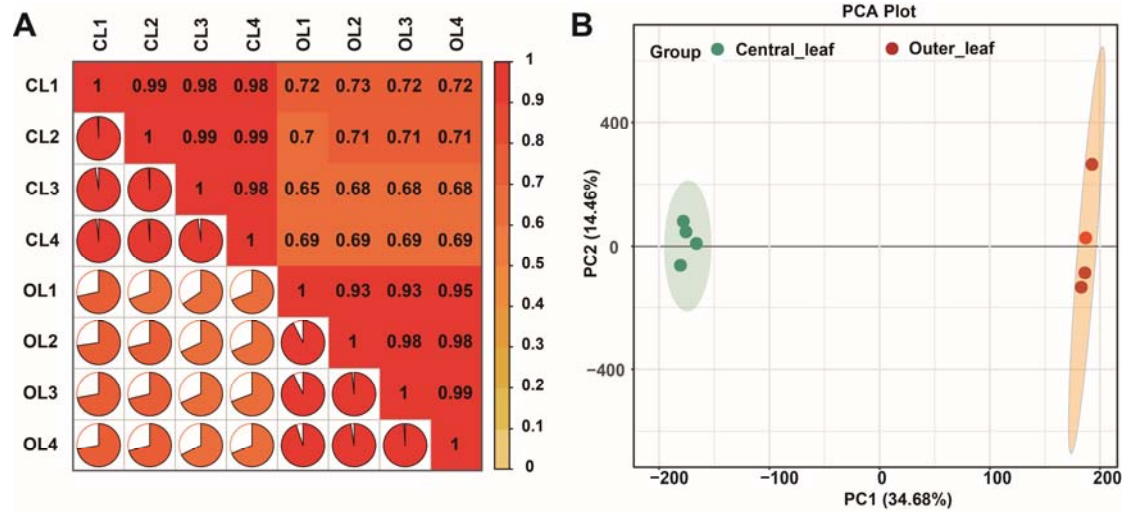 A
CL1 CL2 CL3 CL4 OL1 OL2 OL3 OL4
CL1 1 0.99 0.98 0.98 0.72 0.73 0.72 0.72
CL2 1 0.99 0.99 0.7 0.71 0.71 0.71
CL3 1 0.98 0.65 0.68 0.68 0.68
CL4 1 0.69 0.69 0.69 0.69
OL1 1 0.93 0.93 0.95
OL2 1 0.98 0.98
OL3 1 0.99
OL4 1
1
0.9
0.8
0.7
0.6
0.5
0.4
0.3
0.2
0.1
0
B
PCA Plot
Group Central_leaf Outer_leaf
PC2 (14.46%)
400
0
−400
−200 −100 0 100 200
PC1 (34.68%)